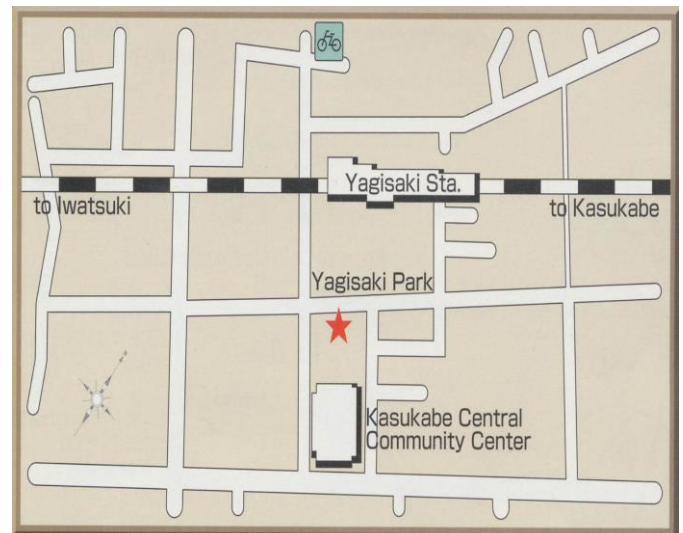 Yagisaki Sta.
to Iwatsuki
to Kasukabe
Yagisaki Park
Kasukabe Central
Community Center